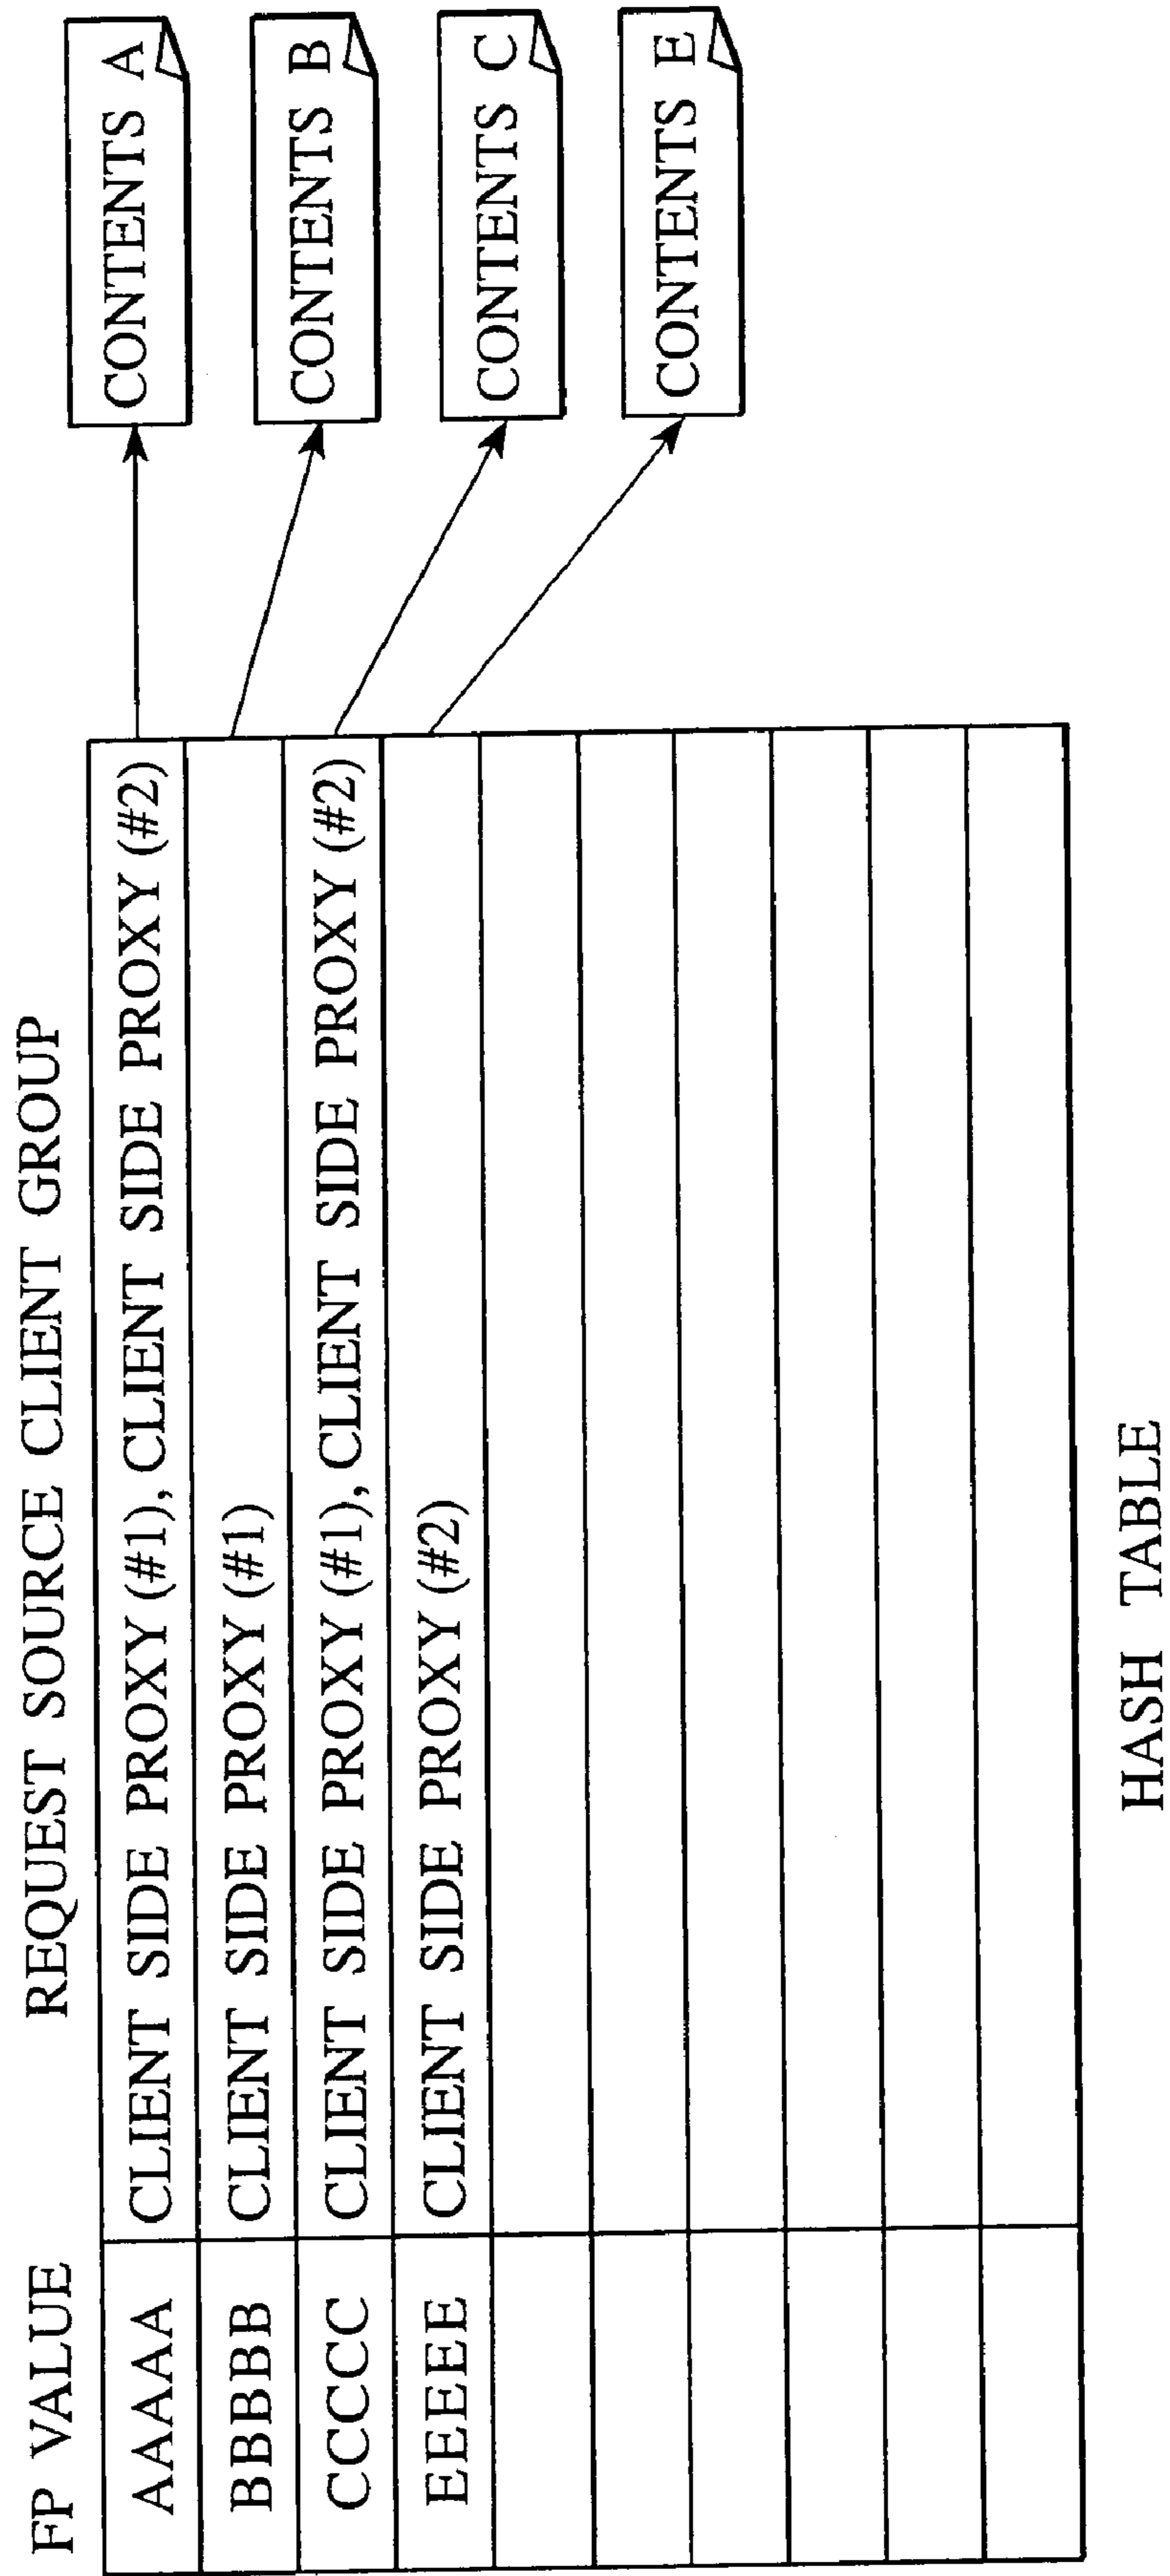 FP VALUE REQUEST SOURCE CLIENT GROUP
AAAAA CLIENT SIDE PROXY (#1), CLIENT SIDE PROXY (#2) CONTENTS A
BBBBB CLIENT SIDE PROXY (#1) CONTENTS B
CCCCC CLIENT SIDE PROXY (#1), CLIENT SIDE PROXY (#2) CONTENTS C
EEEEE CLIENT SIDE PROXY (#2) CONTENTS E
HASH TABLE